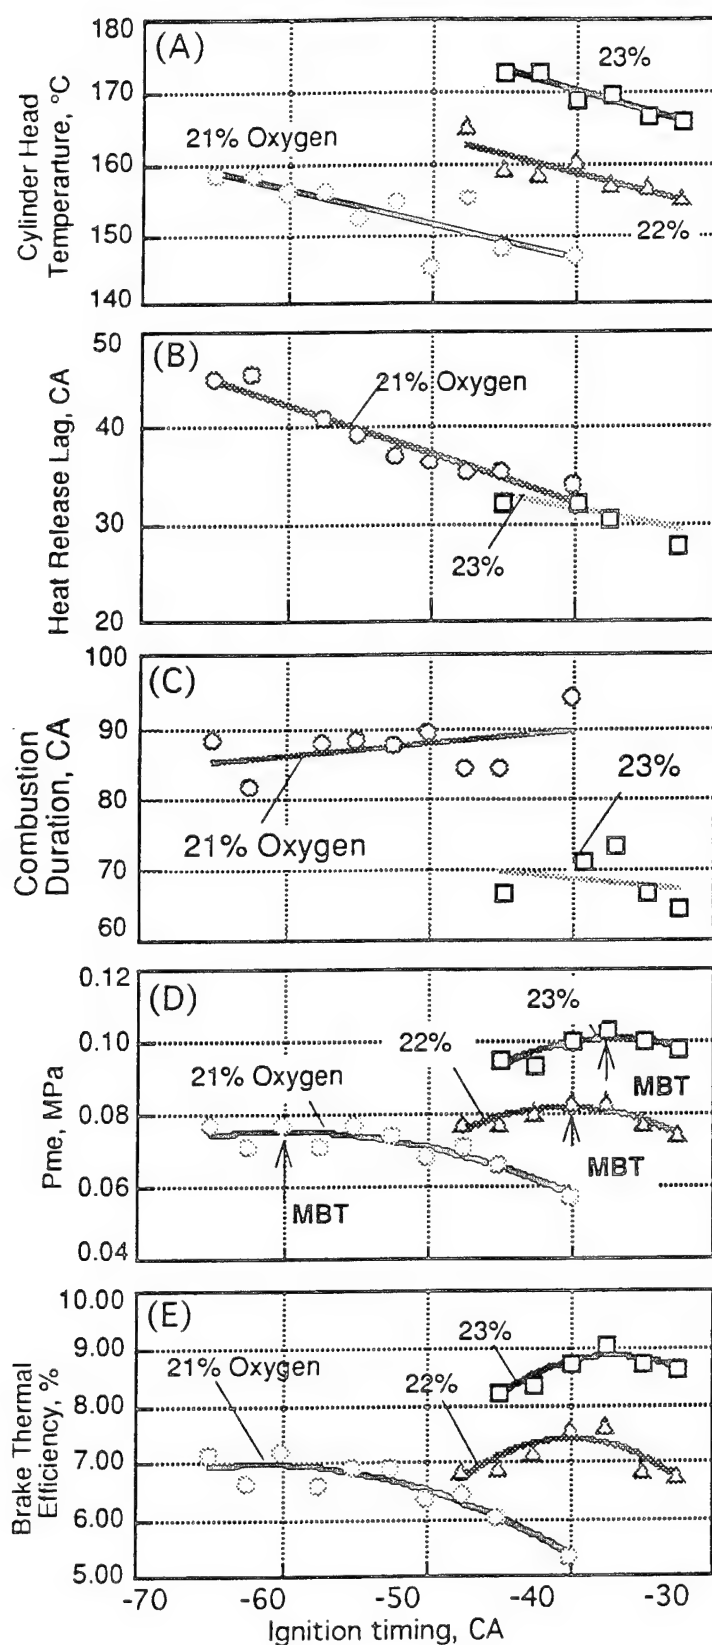 180
(A)
23%
170
21% Oxygen
160
150
22%
140
Cylinder Head
Temperarture, °C
50
(B)
21% Oxygen
40
30
23%
20
Heat Release Lag, CA
100
(C)
90
23%
80
21% Oxygen
70
60
Combustion
Duration, CA
0.12
(D)
23%
0.10
22%
21% Oxygen
MBT
0.08
MBT
0.06
MBT
0.04
Pme, MPa
10.00
(E)
23%
9.00
21% Oxygen
22%
8.00
7.00
6.00
5.00
Brake Thermal
Efficiency, %
-70 -60 -50 -40 -30
Ignition timing, CA